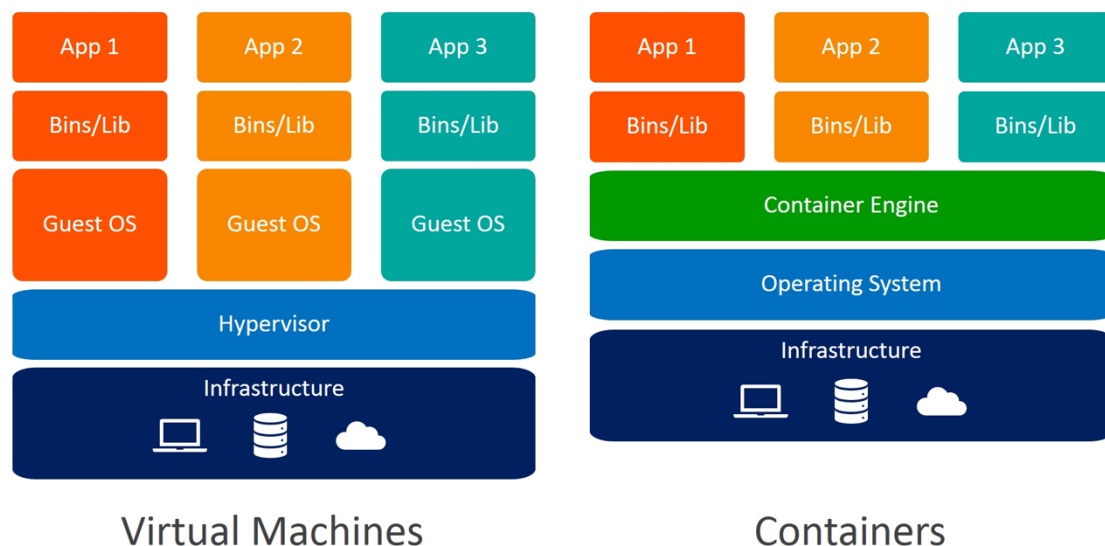 App 1
App 2
App 3
Bins/Lib
Bins/Lib
Bins/Lib
Guest OS
Guest OS
Guest OS
Hypervisor
Infrastructure
Virtual Machines
App 1
App 2
App 3
Bins/Lib
Bins/Lib
Bins/Lib
Container Engine
Operating System
Infrastructure
Containers